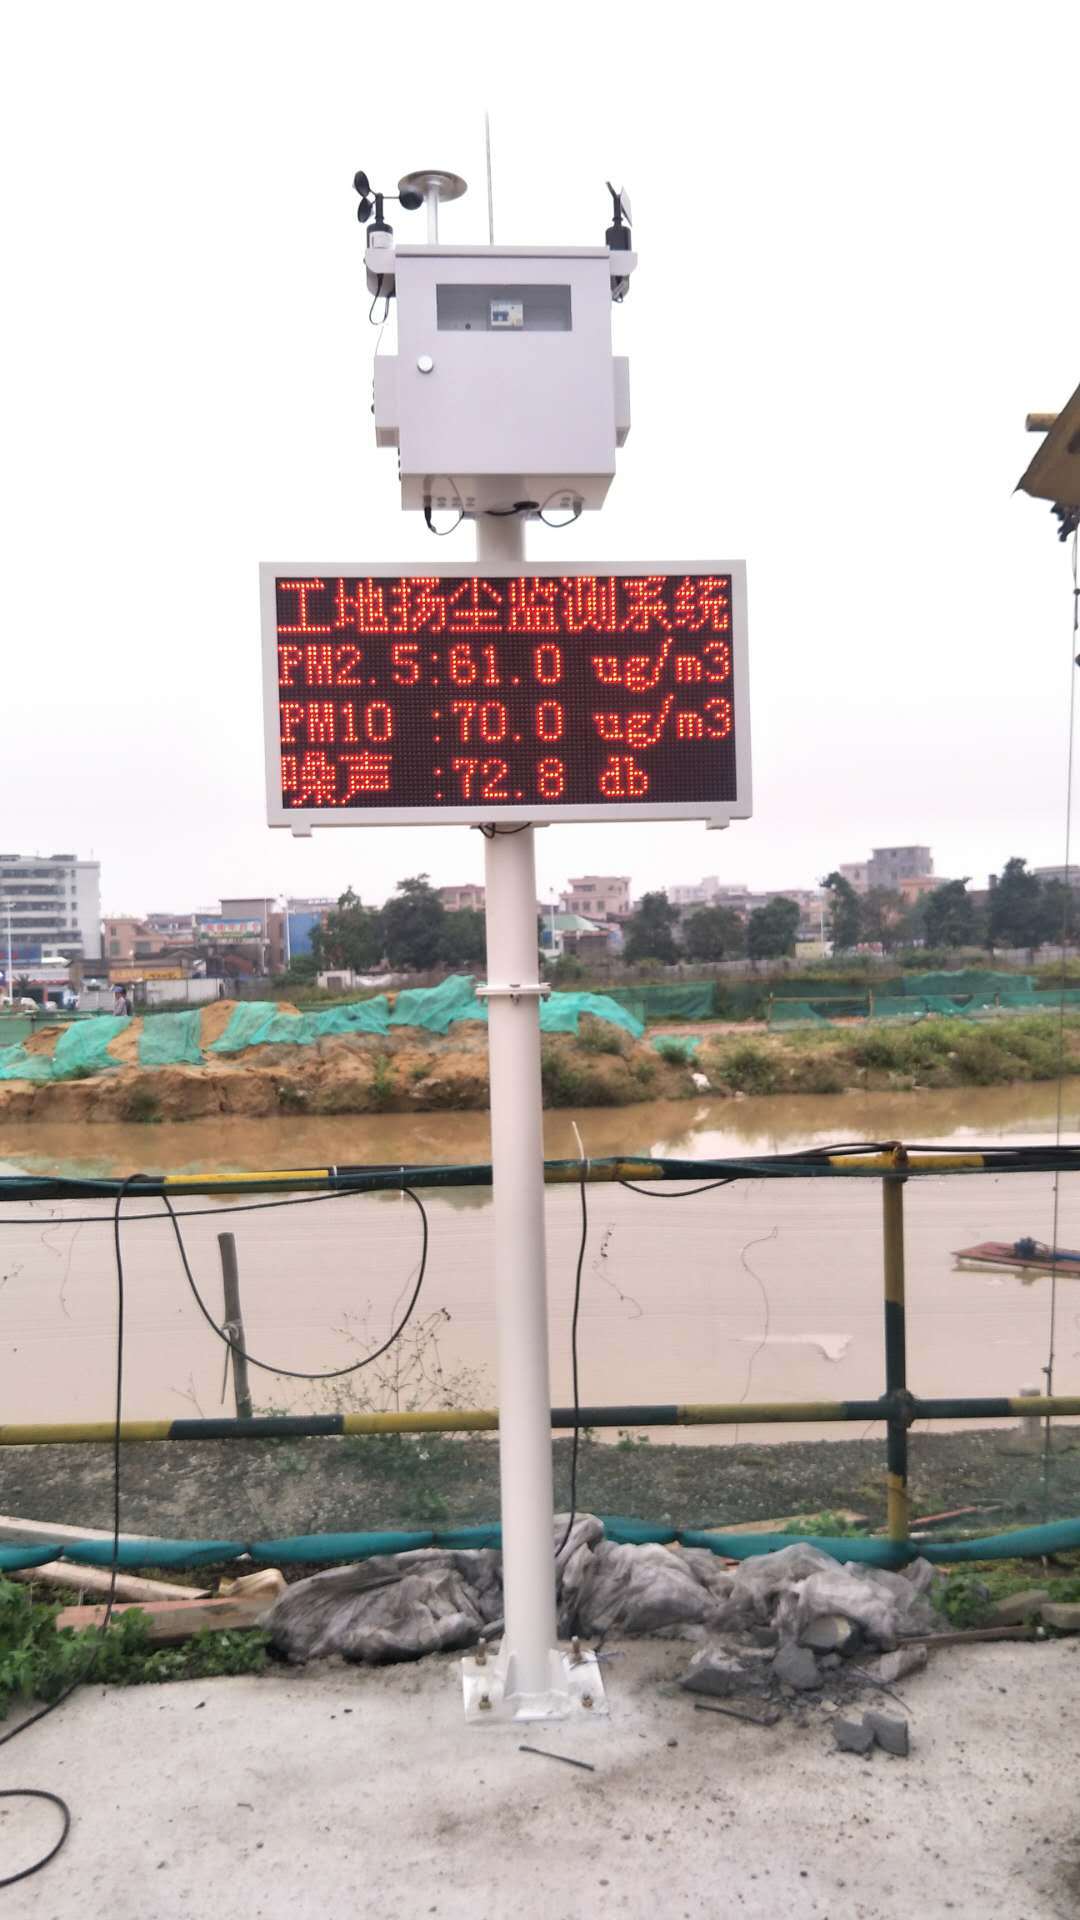 工地扬尘监测系统
PM2.5:61.0 ug/m3
PM10 :70.0 ug/m3
噪声 :72.8 db